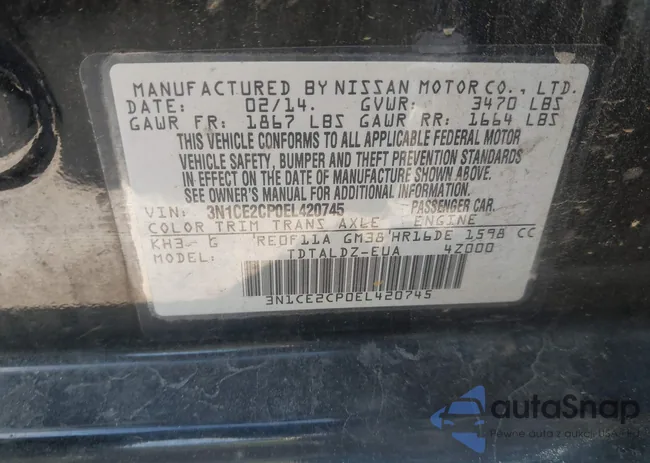 MANUFACTURED BY NISSAN MOTOR CO., LTD.
DATE: 02/14. GVWR: 3470 LBS
GAWR FR: 1867 LBS GAWR RR: 1664 LBS
THIS VEHICLE CONFORMS TO ALL APPLICABLE FEDERAL MOTOR
VEHICLE SAFETY, BUMPER AND THEFT PREVENTION STANDARDS
IN EFFECT ON THE DATE OF MANUFACTURE SHOWN ABOVE.
SEE OWNER'S MANUAL FOR ADDITIONAL INFORMATION
VIN: 3N1CE2CP0EL420745 PASSENGER CAR.
COLOR TRIM TRANS AXLE ENGINE
KH3 G RE0F11A GM38 HR16DE 1598 CC
MODEL: TDTALDZ-EUA 4Z000
3N1CE2CP0EL420745
autoSnap
Pewne auta z aukcji